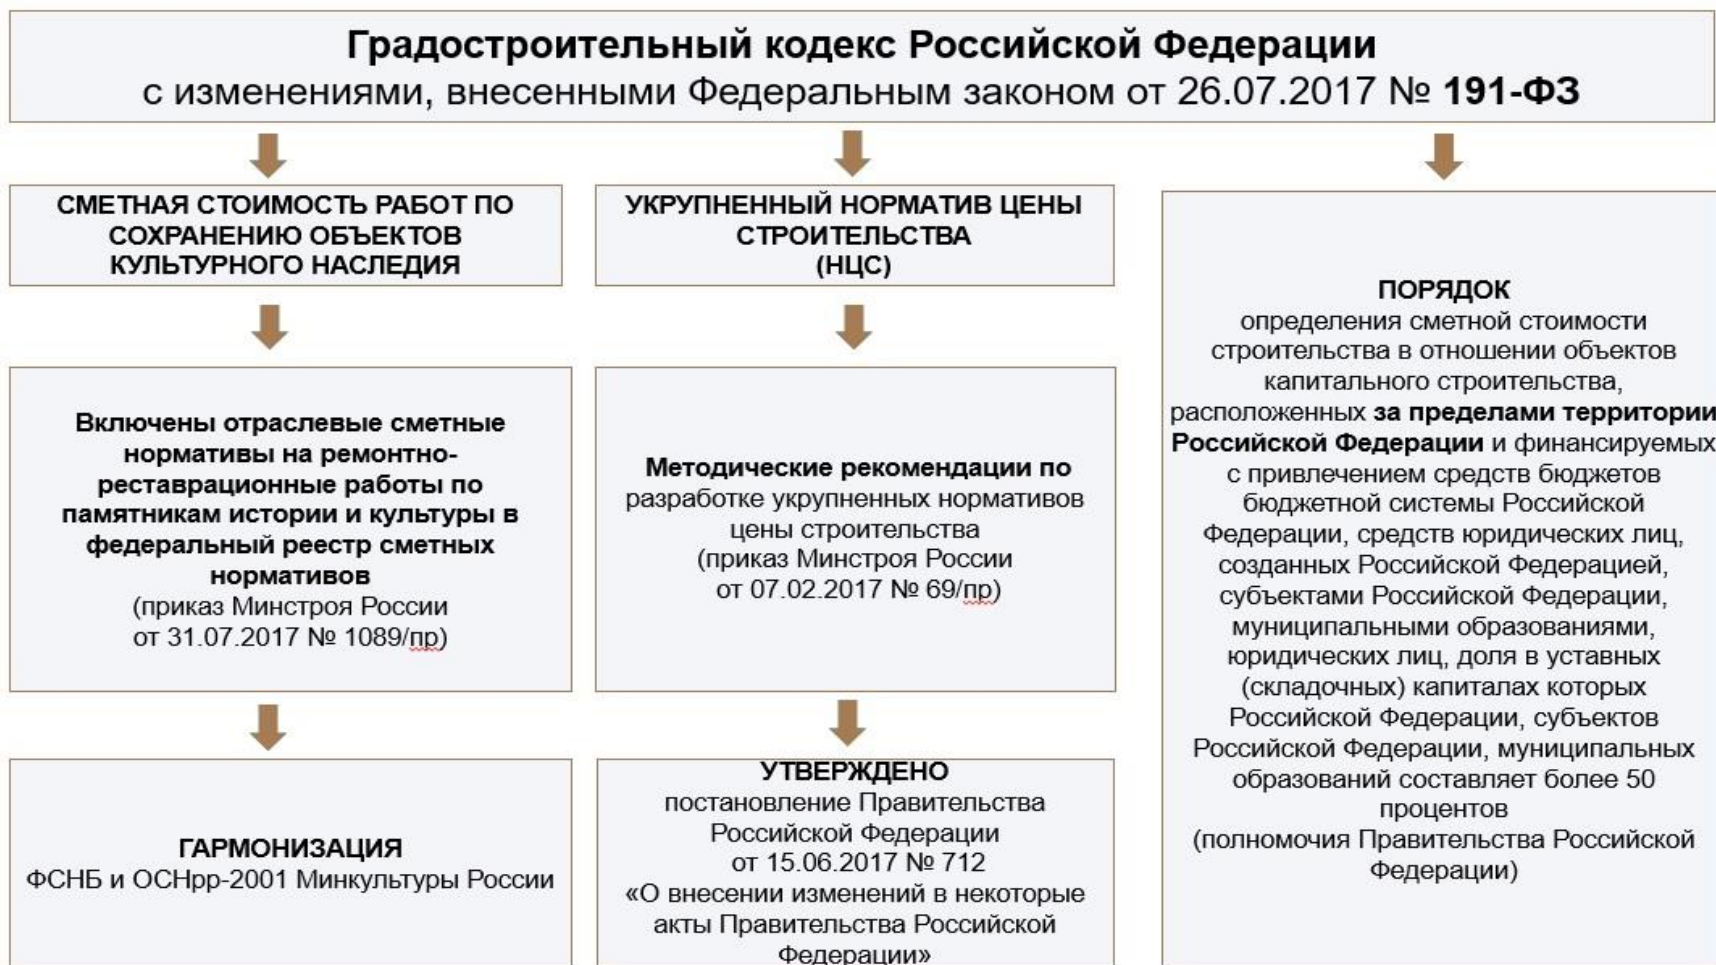 Градостроительный кодекс Российской Федерации
с изменениями, внесенными Федеральным законом от 26.07.2017 № 191-ФЗ
СМЕТНАЯ СТОИМОСТЬ РАБОТ ПО
СОХРАНЕНИЮ ОБЪЕКТОВ
КУЛЬТУРНОГО НАСЛЕДИЯ
Включены отраслевые сметные
нормативы на ремонтно-
реставрационные работы по
памятникам истории и культуры в
федеральный реестр сметных
нормативов
(приказ Минстроя России
от 31.07.2017 № 1089/пр)
ГАРМОНИЗАЦИЯ
ФСНБ и ОСНрр-2001 Минкультуры России
УКРУПНЕННЫЙ НОРМАТИВ ЦЕНЫ
СТРОИТЕЛЬСТВА
(НЦС)
Методические рекомендации по
разработке укрупненных нормативов
цены строительства
(приказ Минстроя России
от 07.02.2017 № 69/пр)
УТВЕРЖДЕНО
постановление Правительства
Российской Федерации
от 15.06.2017 № 712
«О внесении изменений в некоторые
акты Правительства Российской
Федерации»
ПОРЯДОК
определения сметной стоимости
строительства в отношении объектов
капитального строительства,
расположенных за пределами территории
Российской Федерации и финансируемых
с привлечением средств бюджетов
бюджетной системы Российской
Федерации, средств юридических лиц,
созданных Российской Федерацией,
субъектами Российской Федерации,
муниципальными образованиями,
юридических лиц, доля в уставных
(складочных) капиталах которых
Российской Федерации, субъектов
Российской Федерации, муниципальных
образований составляет более 50
процентов
(полномочия Правительства Российской
Федерации)